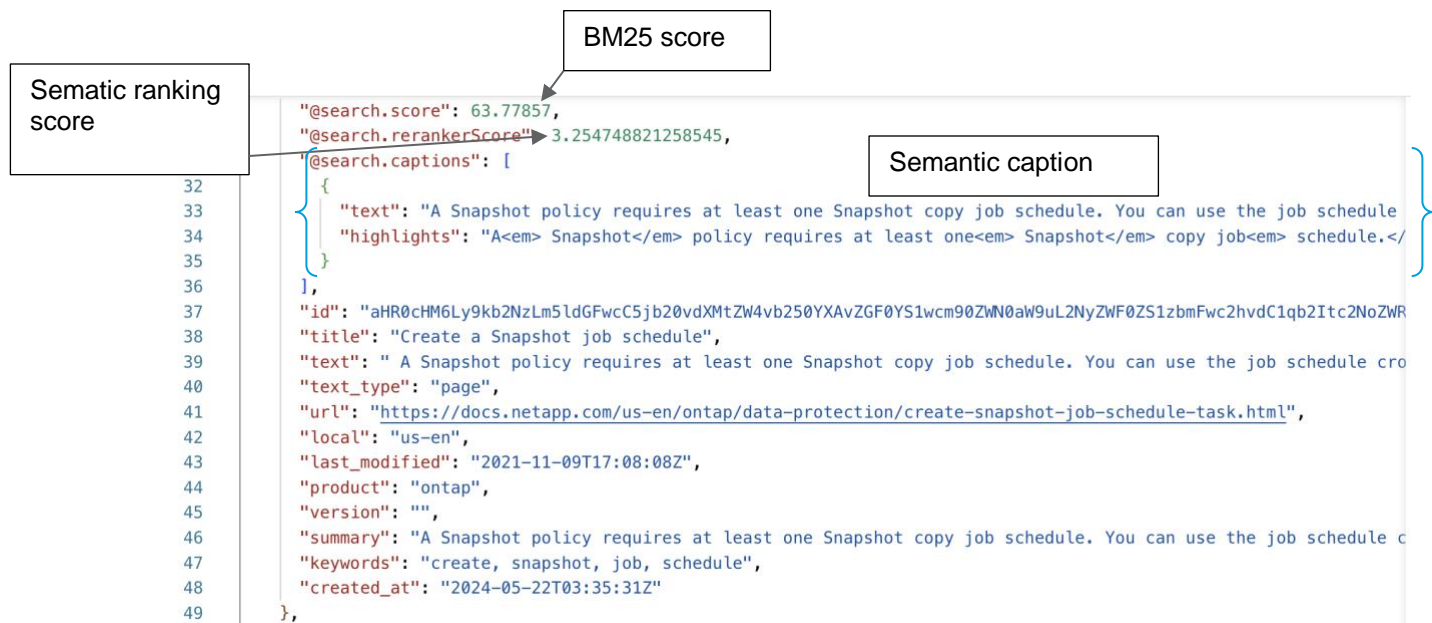 BM25 score
Sematic ranking
score
"@search.score": 63.77857,
"@search.rerankerScore": 3.254748821258545,
"@search.captions": [
Semantic caption
32 {
33 "text": "A Snapshot policy requires at least one Snapshot copy job schedule. You can use the job schedule
34 "highlights": "A<em> Snapshot</em> policy requires at least one<em> Snapshot</em> copy job<em> schedule.</
35 }
36 ],
37 "id": "aHR0cHM6Ly9kb2NzLm5ldGFwcC5jb20vdXMtZW4vb250YXAvZGF0YS1wcm90ZWN0aW9uL2NyZWF0ZS1zbmFwc2hvdC1qb2Itc2NoZWR
38 "title": "Create a Snapshot job schedule",
39 "text": " A Snapshot policy requires at least one Snapshot copy job schedule. You can use the job schedule cro
40 "text_type": "page",
41 "url": "https://docs.netapp.com/us-en/ontap/data-protection/create-snapshot-job-schedule-task.html",
42 "local": "us-en",
43 "last_modified": "2021-11-09T17:08:08Z",
44 "product": "ontap",
45 "version": "",
46 "summary": "A Snapshot policy requires at least one Snapshot copy job schedule. You can use the job schedule c
47 "keywords": "create, snapshot, job, schedule",
48 "created_at": "2024-05-22T03:35:31Z"
49 },